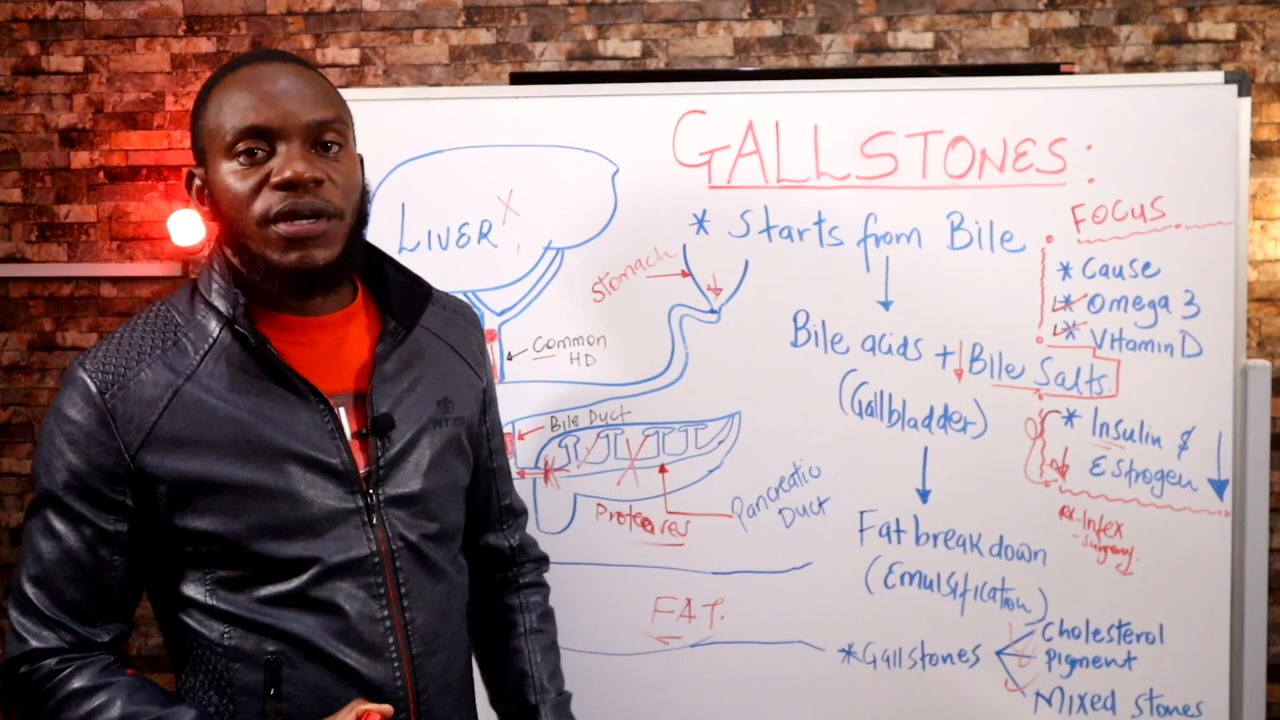 GALLSTONES:
* Starts from Bile
Bile acids + Bile Salts.
(Gallbladder)
Fat breakdown
(Emulsification)
*Gallstones
Cholesterol
Pigment
Mixed stones
FOCUS
* Cause
* Omega 3
* Vitamin D
* Insulin &
Estrogen
LIVER
Stomach
Common
HD
Bile Duct
Pancreatic
Duct
FAT.
MTZD